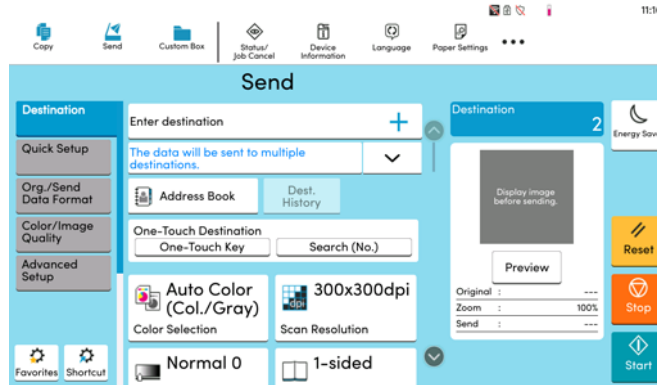 11:1
Copy
Send
Custom Box
Status/
Job Cancel
Device
Information
Language
Paper Settings
Send
Destination
Quick Setup
Org./Send
Data Format
Color/Image
Quality
Advanced
Setup
Favorites
Shortcut
Enter destination
The data will be sent to multiple
destinations.
Address Book
Dest.
History
One-Touch Destination
One-Touch Key
Search (No.)
Auto Color
(Col./Gray)
Color Selection
dpi
300x300dpi
Scan Resolution
Normal 0
1-sided
Destination
2
Display image
before sending.
Preview
Original : ---
Zoom : 100%
Send : ---
Energy Save
Reset
Stop
Start